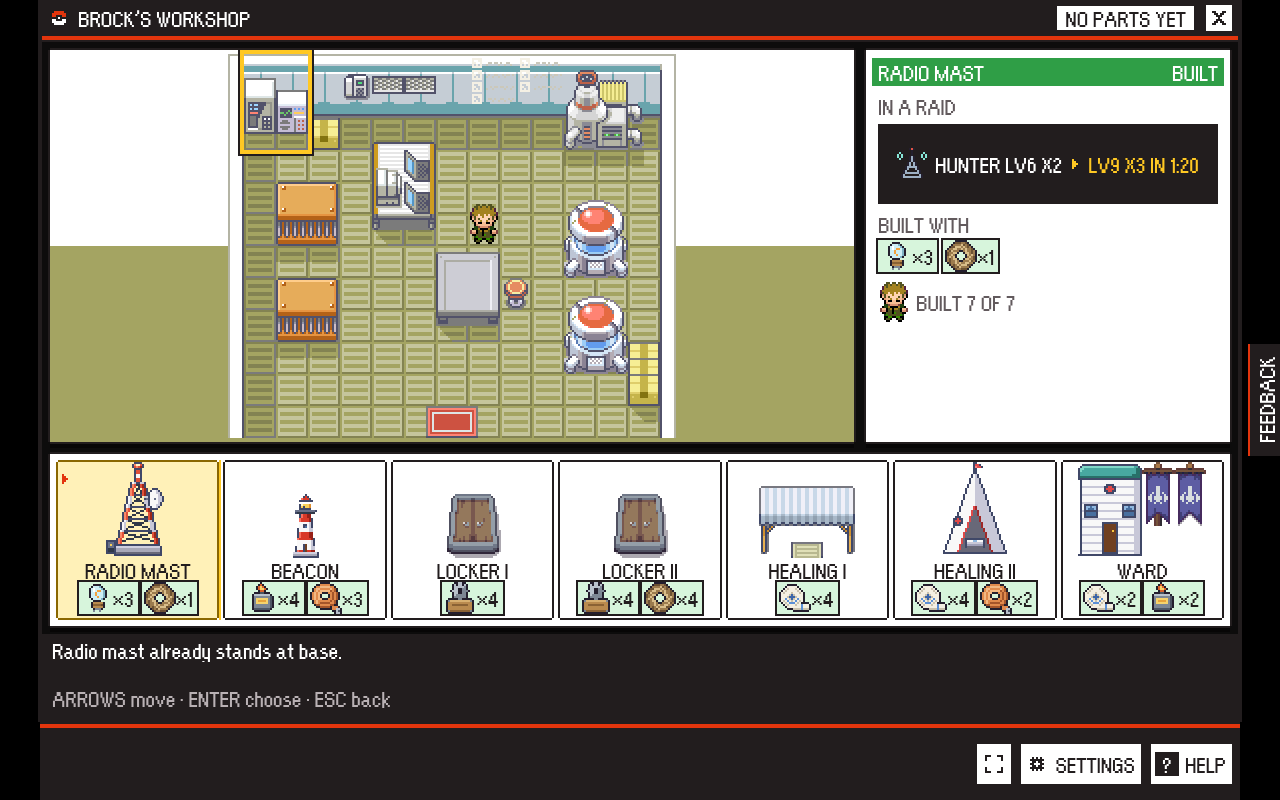 BROCK'S WORKSHOP
NO PARTS YET
X
RADIO MAST
BUILT
IN A RAID
HUNTER LV6 X2 ▸ LV9 X3 IN 1:20
BUILT WITH
×3
×1
BUILT 7 OF 7
FEEDBACK
RADIO MAST
×3
×1
BEACON
×4
×3
LOCKER I
×4
LOCKER II
×4
×4
HEALING I
×4
HEALING II
×4
×2
WARD
×2
×2
Radio mast already stands at base.
ARROWS move · ENTER choose · ESC back
SETTINGS
? HELP